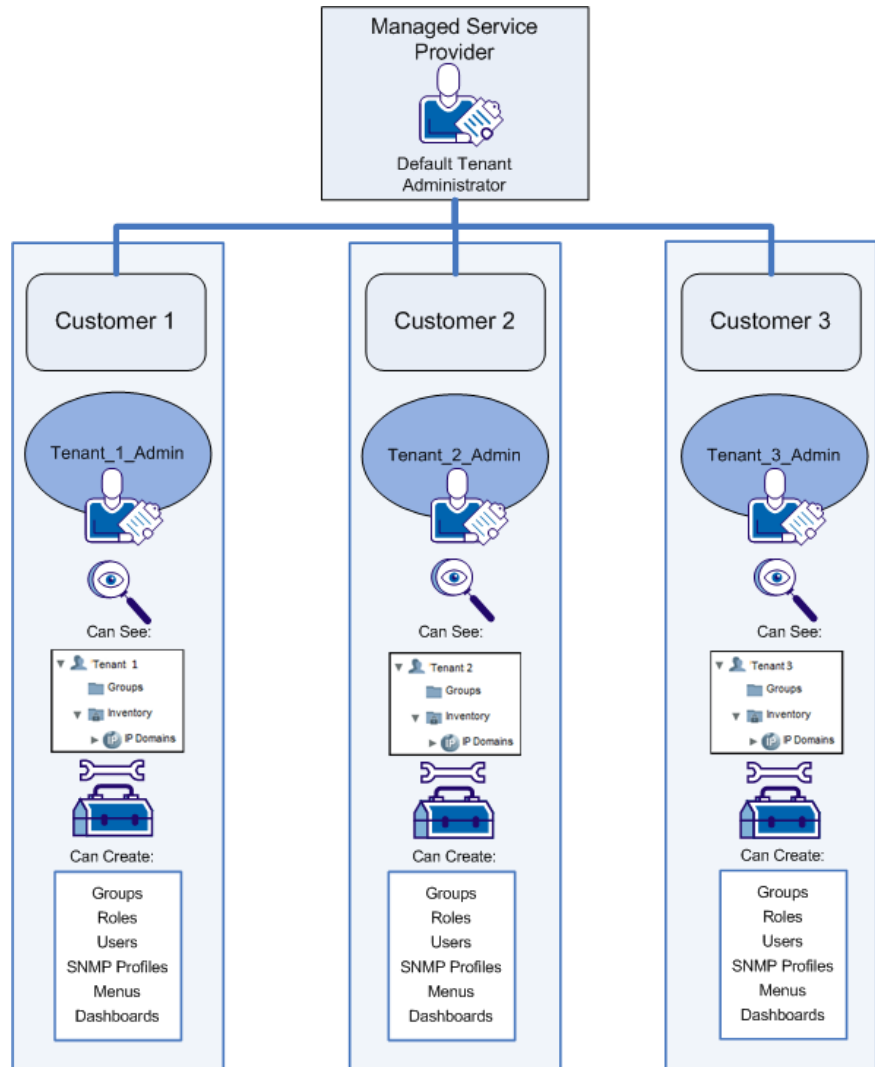 Managed Service
Provider
Default Tenant
Administrator
Customer 1
Tenant_1_Admin
Can See:
Tenant 1
Groups
Inventory
IP
IP Domains
Can Create:
Groups
Roles
Users
SNMP Profiles
Menus
Dashboards
Customer 2
Tenant_2_Admin
Can See:
Tenant 2
Groups
Inventory
IP
IP Domains
Can Create:
Groups
Roles
Users
SNMP Profiles
Menus
Dashboards
Customer 3
Tenant_3_Admin
Can See:
Tenant 3
Groups
Inventory
IP
IP Domains
Can Create:
Groups
Roles
Users
SNMP Profiles
Menus
Dashboards